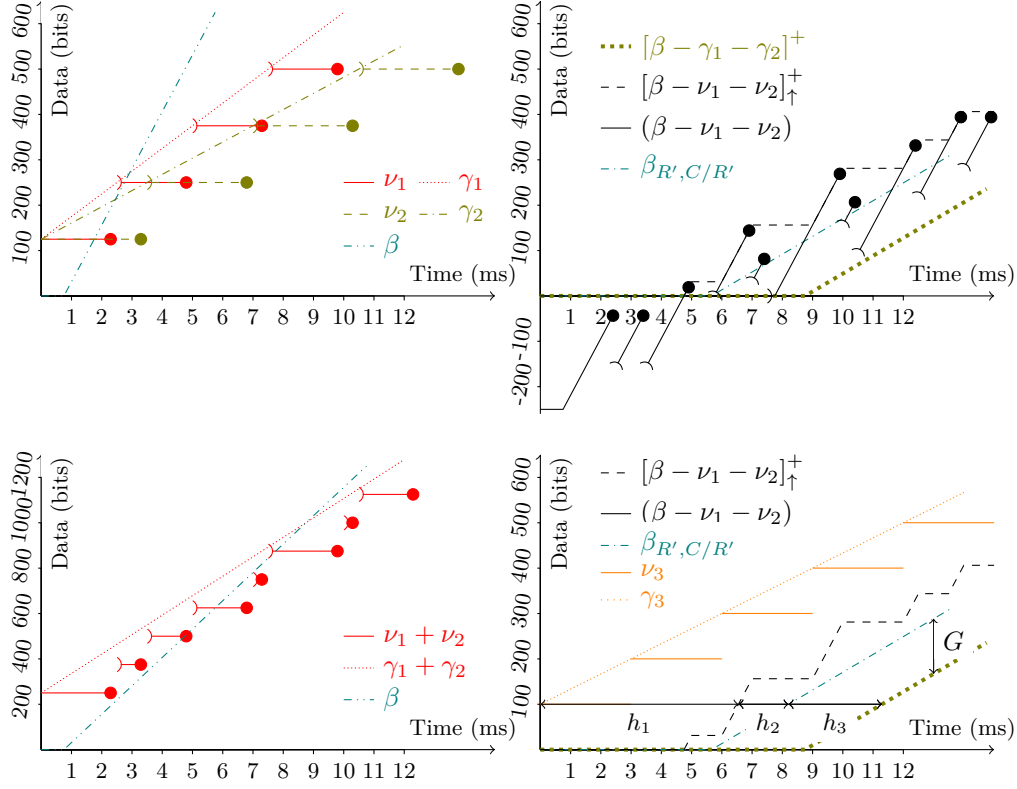 600
500
400
300
200
100
Data (bits)
ν₁ γ₁
ν₂ γ₂
β
Time (ms)
1 2 3 4 5 6 7 8 9 10 11 12
600
500
400
300
200
100
-100
-200
Data (bits)
[β − γ₁ − γ₂]⁺
[β − ν₁ − ν₂]⁺↑
(β − ν₁ − ν₂)
β_{R′,C/R′}
Time (ms)
1 2 3 4 5 6 7 8 9 10 11 12
1200
1000
800
600
400
200
Data (bits)
ν₁ + ν₂
γ₁ + γ₂
β
Time (ms)
1 2 3 4 5 6 7 8 9 10 11 12
600
500
400
300
200
100
Data (bits)
[β − ν₁ − ν₂]⁺↑
(β − ν₁ − ν₂)
β_{R′,C/R′}
ν₃
γ₃
G
h₁ h₂ h₃
Time (ms)
1 2 3 4 5 6 7 8 9 10 11 12